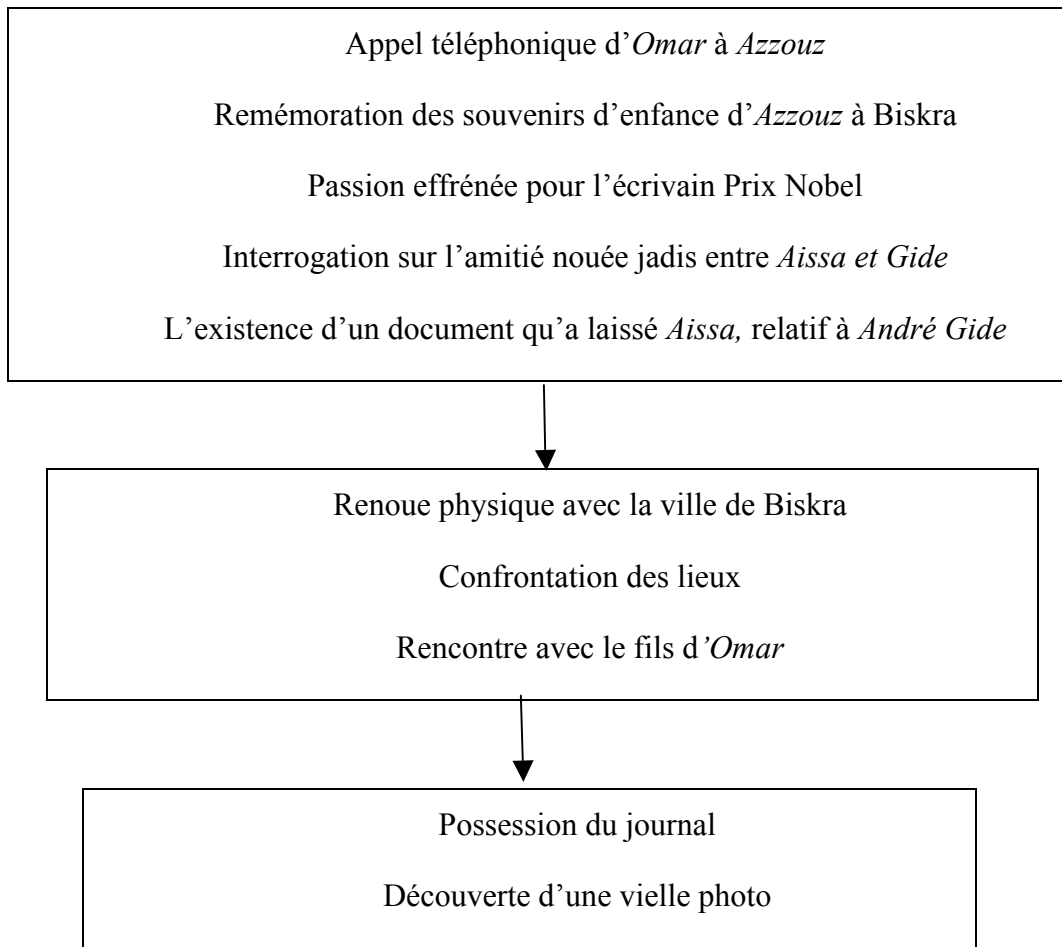 Appel téléphonique d’Omar à Azzouz
Remémoration des souvenirs d’enfance d’Azzouz à Biskra
Passion effrénée pour l’écrivain Prix Nobel
Interrogation sur l’amitié nouée jadis entre Aissa et Gide
L’existence d’un document qu’a laissé Aissa, relatif à André Gide
Renoue physique avec la ville de Biskra
Confrontation des lieux
Rencontre avec le fils d’Omar
Possession du journal
Découverte d’une vielle photo